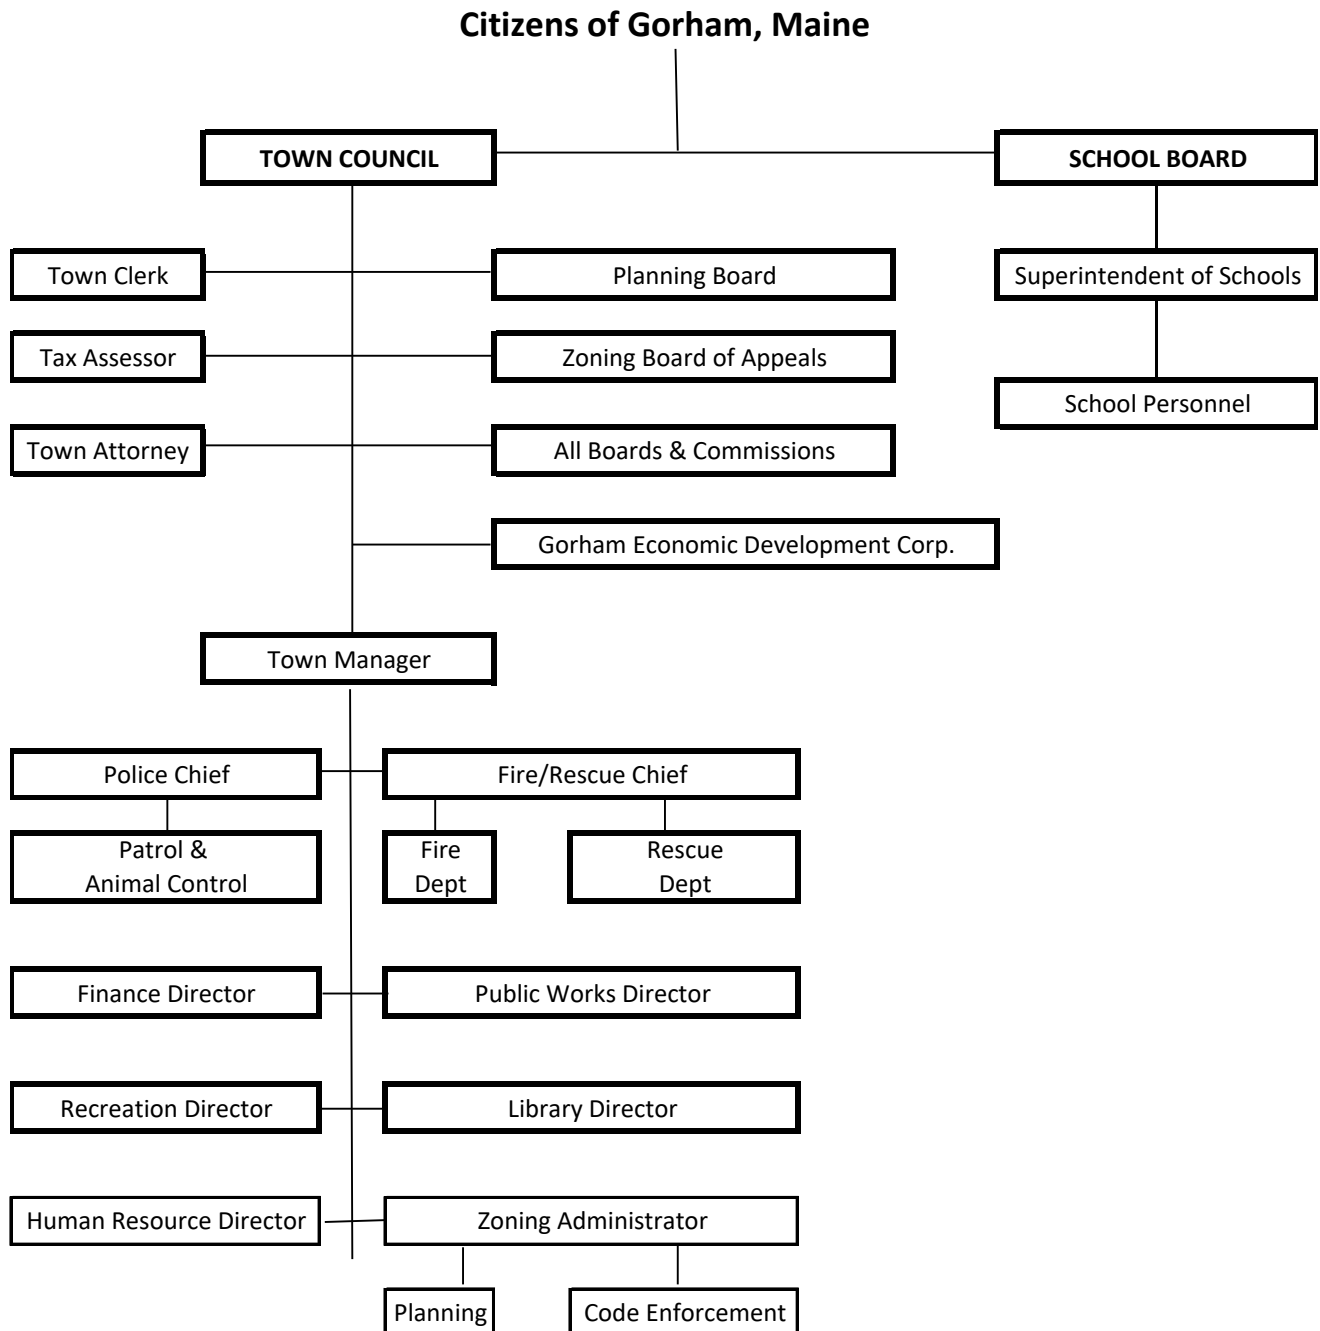 Citizens of Gorham, Maine
TOWN COUNCIL
SCHOOL BOARD
Town Clerk
Planning Board
Superintendent of Schools
Tax Assessor
Zoning Board of Appeals
School Personnel
Town Attorney
All Boards & Commissions
Gorham Economic Development Corp.
Town Manager
Police Chief
Fire/Rescue Chief
Patrol &
Animal Control
Fire
Dept
Rescue
Dept
Finance Director
Public Works Director
Recreation Director
Library Director
Human Resource Director
Zoning Administrator
Planning
Code Enforcement